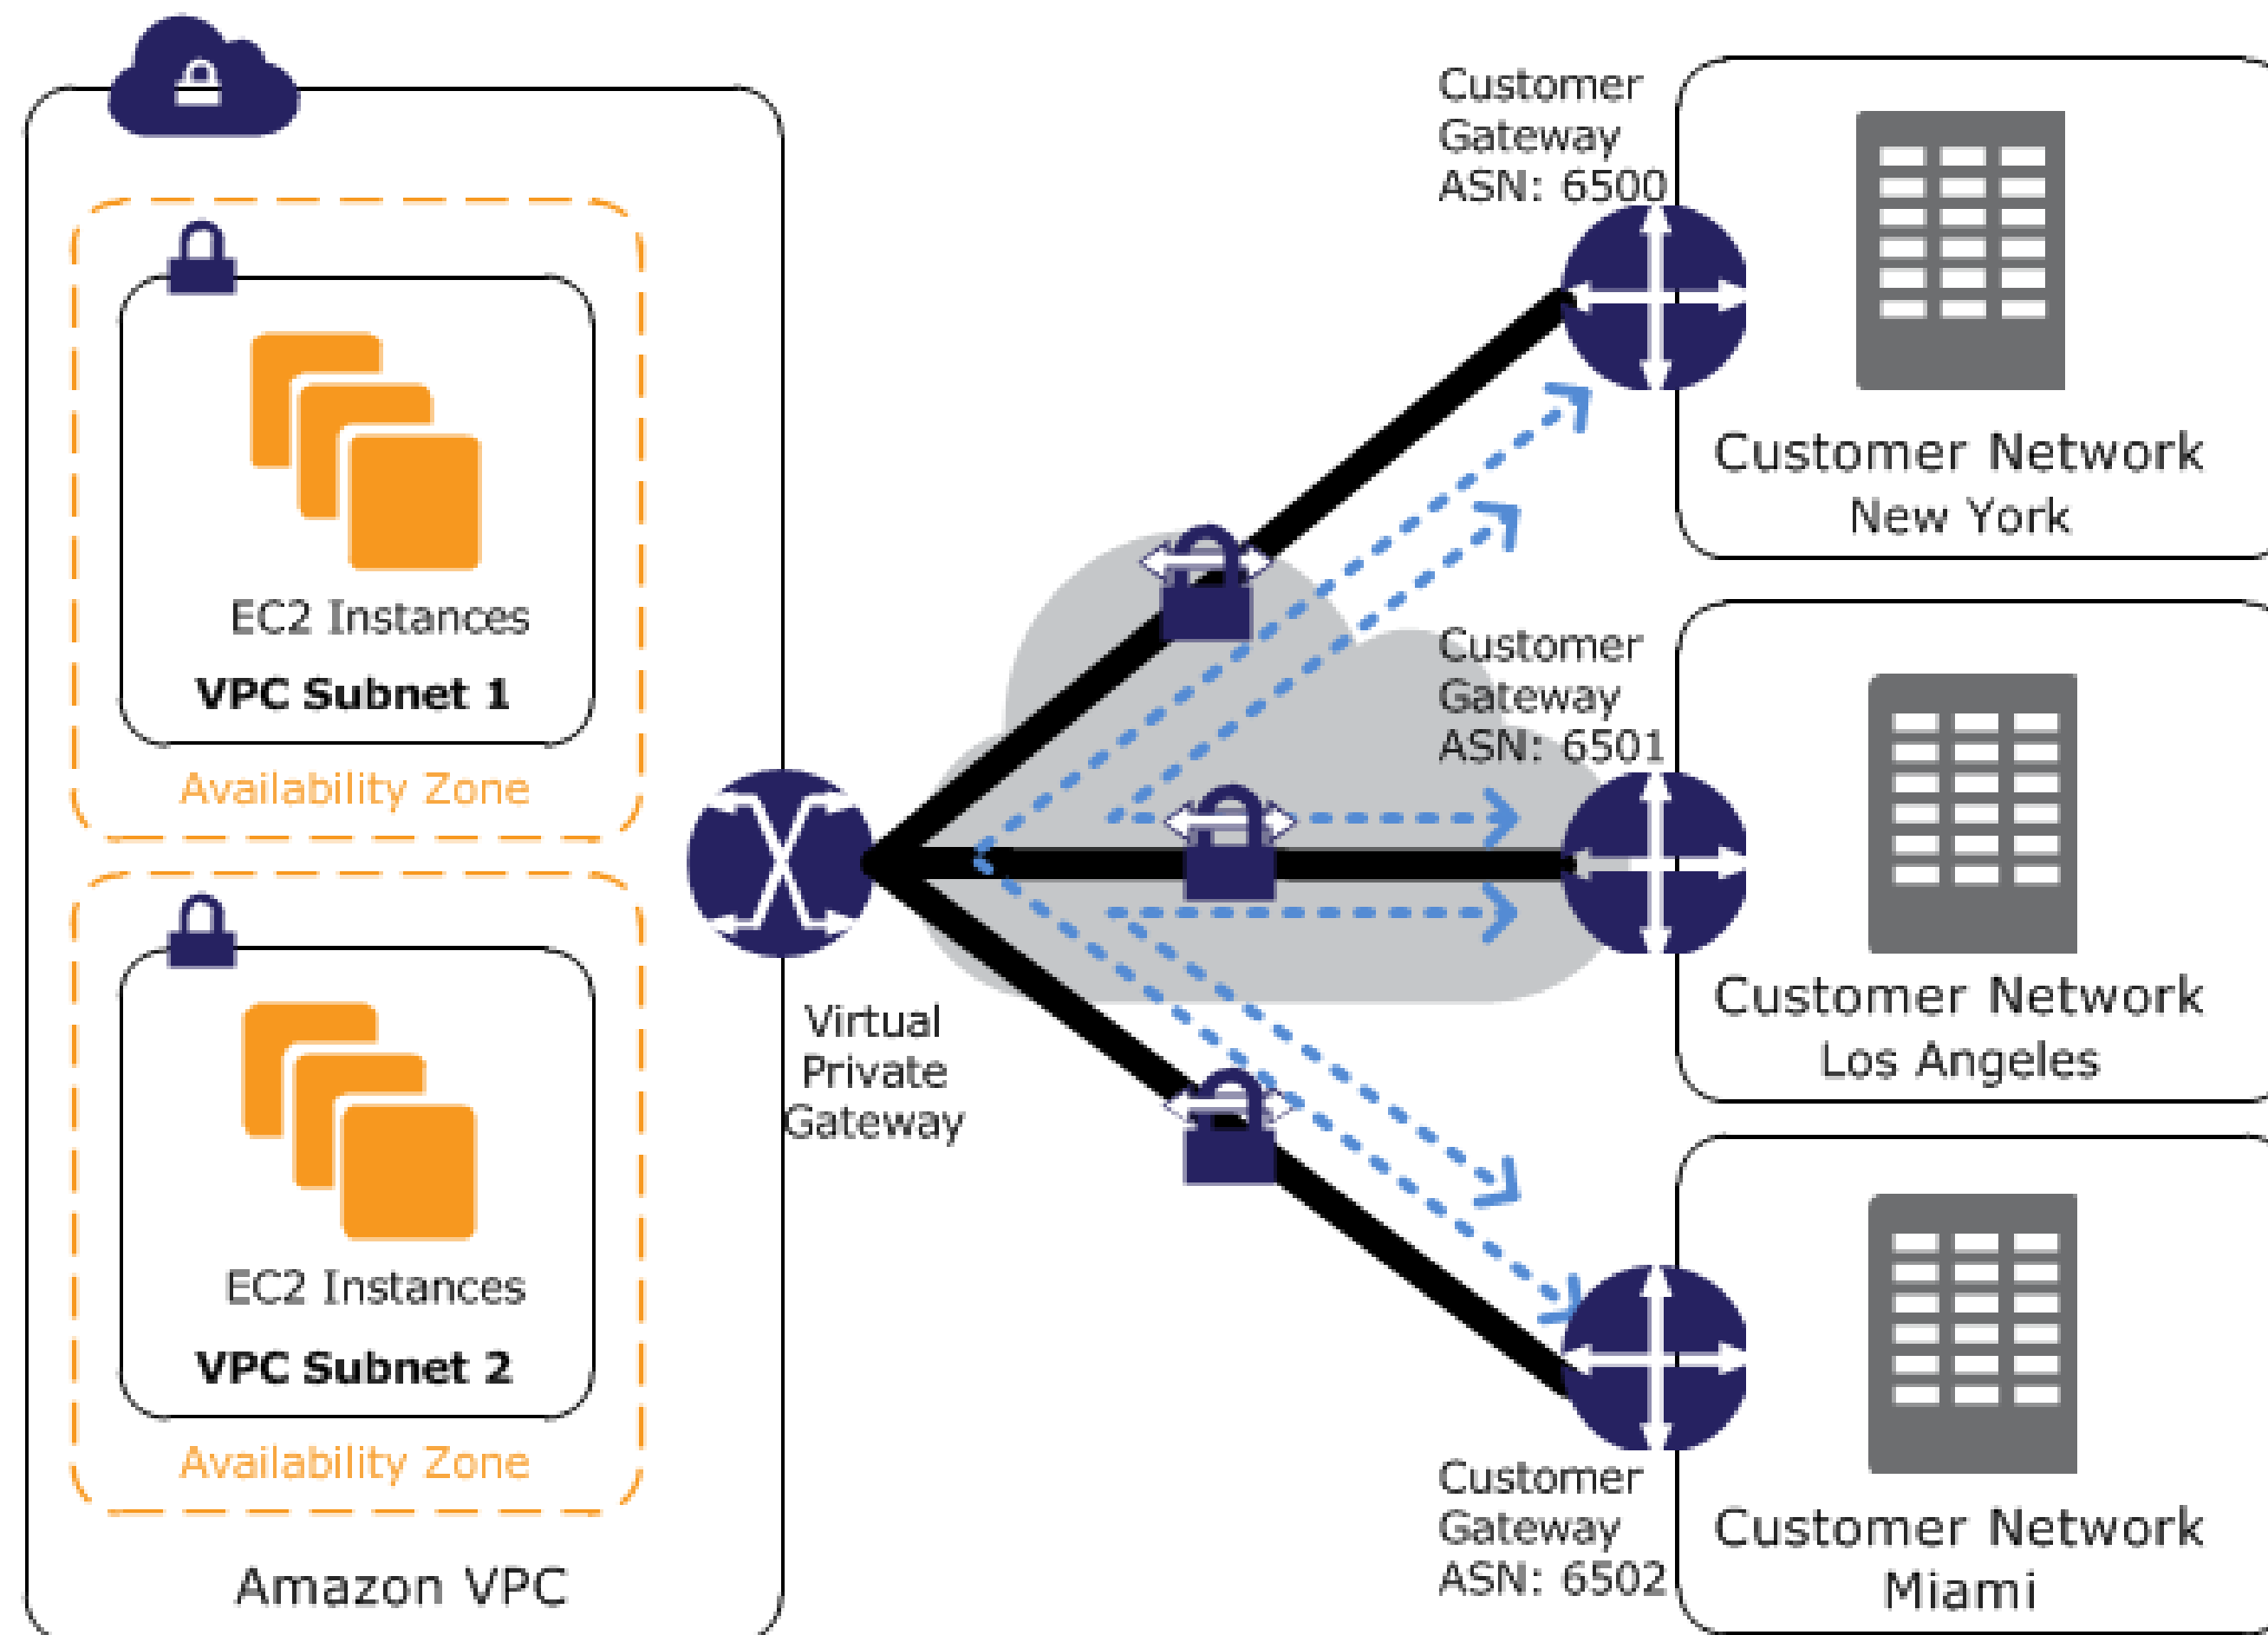 EC2 Instances
VPC Subnet 1
Availability Zone
EC2 Instances
VPC Subnet 2
Availability Zone
Amazon VPC
Virtual
Private
Gateway
Customer
Gateway
ASN: 6500
Customer Network
New York
Customer
Gateway
ASN: 6501
Customer Network
Los Angeles
Customer
Gateway
ASN: 6502
Customer Network
Miami